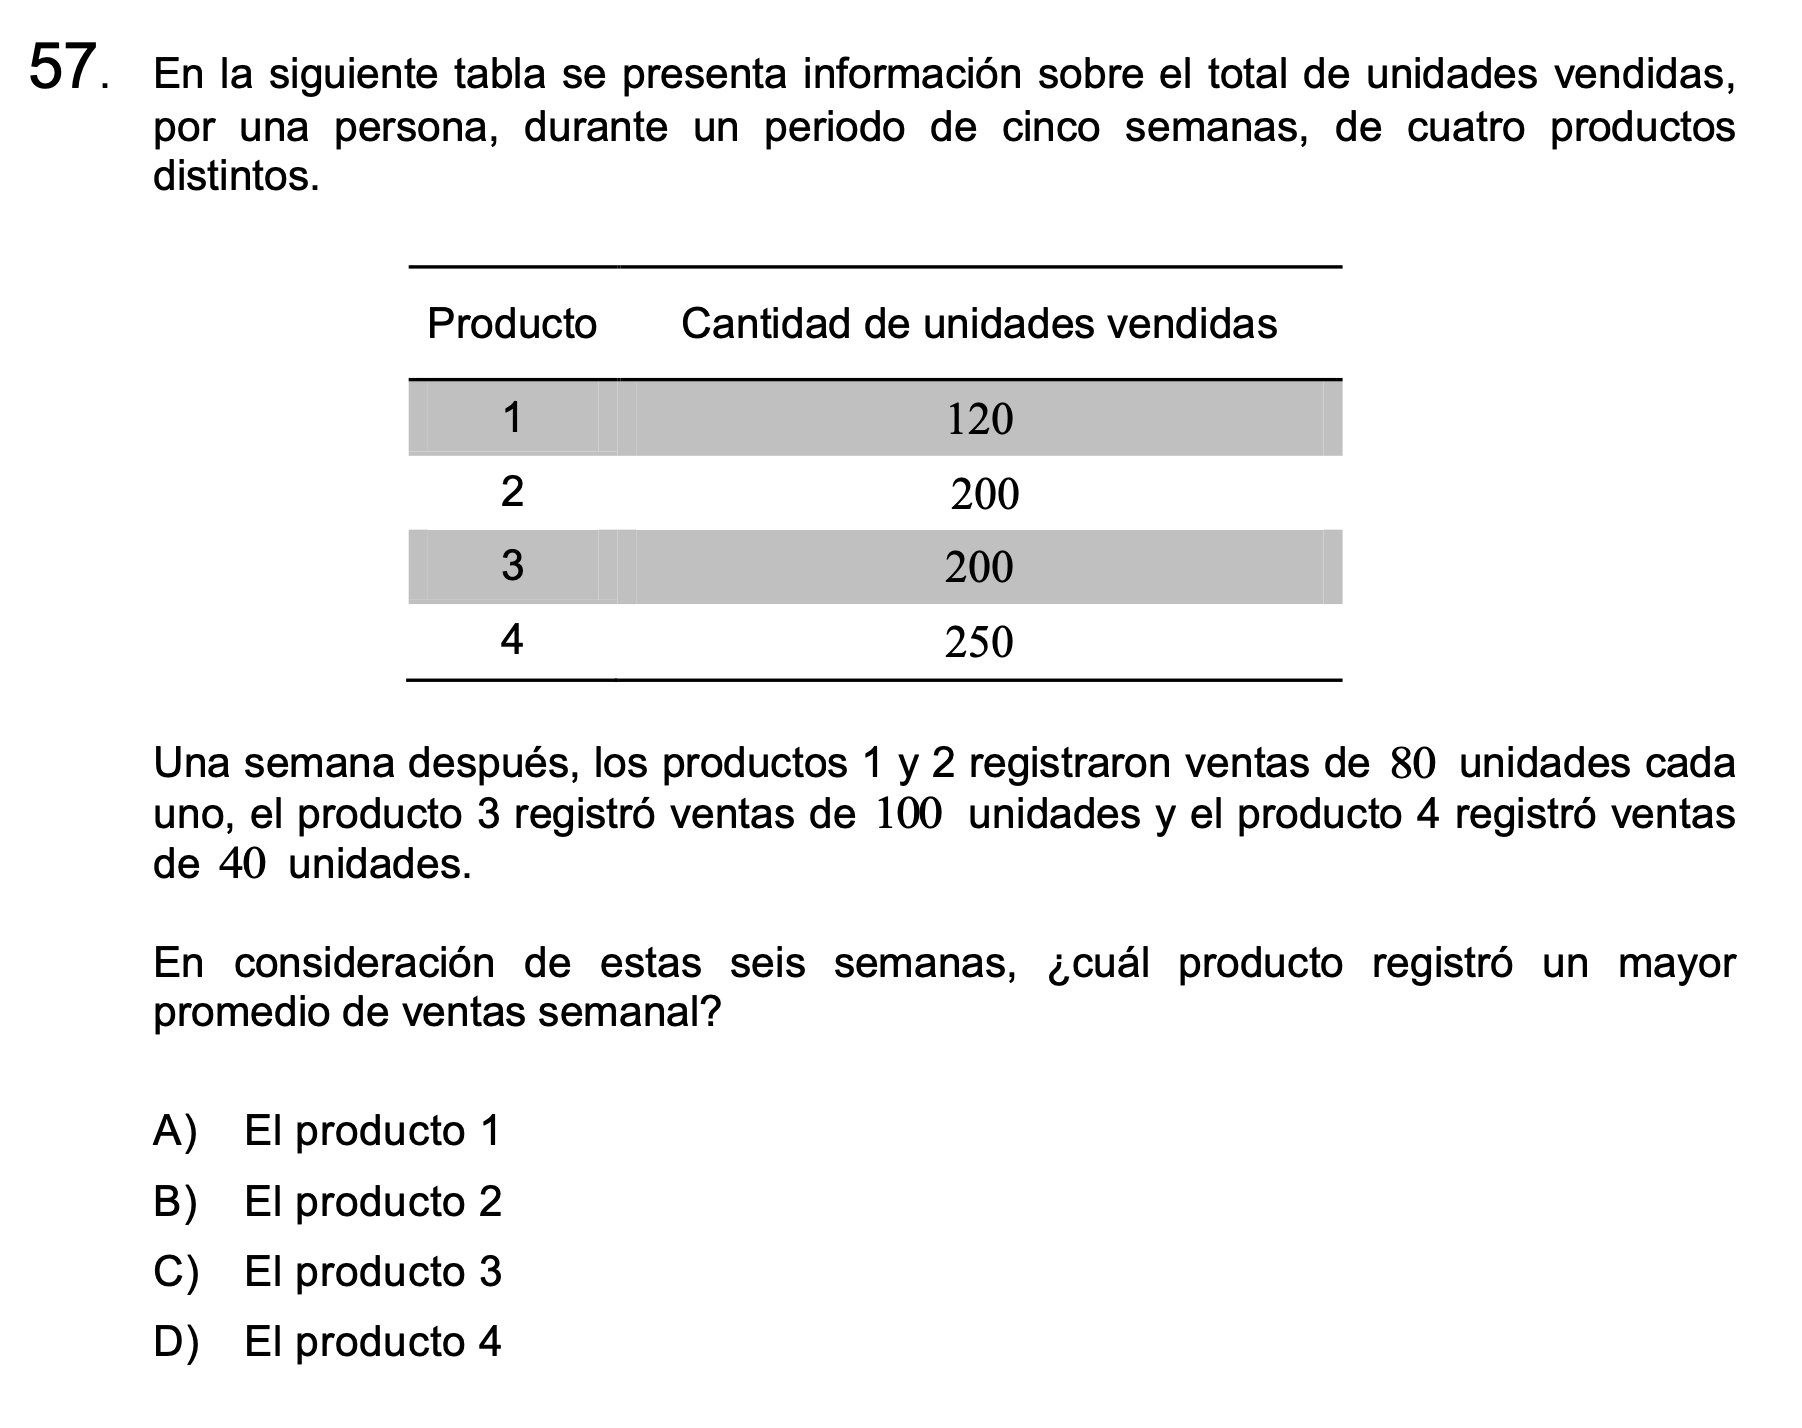 57. En la siguiente tabla se presenta información sobre el total de unidades vendidas,
por una persona, durante un periodo de cinco semanas, de cuatro productos
distintos.
Producto Cantidad de unidades vendidas
1 120
2 200
3 200
4 250
Una semana después, los productos 1 y 2 registraron ventas de 80 unidades cada
uno, el producto 3 registró ventas de 100 unidades y el producto 4 registró ventas
de 40 unidades.
En consideración de estas seis semanas, ¿cuál producto registró un mayor
promedio de ventas semanal?
A) El producto 1
B) El producto 2
C) El producto 3
D) El producto 4